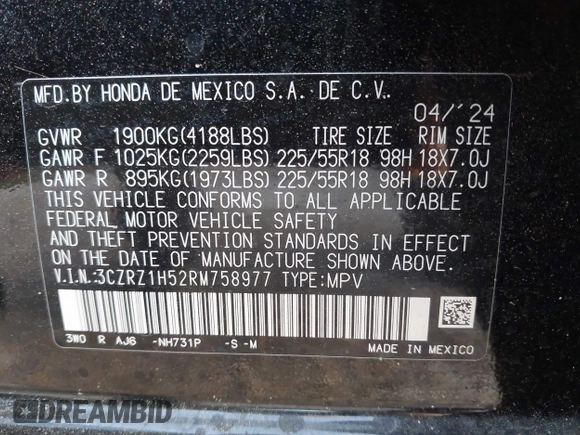 MFD.BY HONDA DE MEXICO S.A. DE C.V.
04/'24
GVWR 1900KG(4188LBS) TIRE SIZE RIM SIZE
GAWR F 1025KG(2259LBS) 225/55R18 98H 18X7.0J
GAWR R 895KG(1973LBS) 225/55R18 98H 18X7.0J
THIS VEHICLE CONFORMS TO ALL APPLICABLE
FEDERAL MOTOR VEHICLE SAFETY
AND THEFT PREVENTION STANDARDS IN EFFECT
ON THE DATE OF MANUFACTURE SHOWN ABOVE.
V.I.N.:3CZRZ1H52RM758977 TYPE:MPV
3W0 R AJ6 -NH731P -S-M
MADE IN MEXICO
DREAMBID